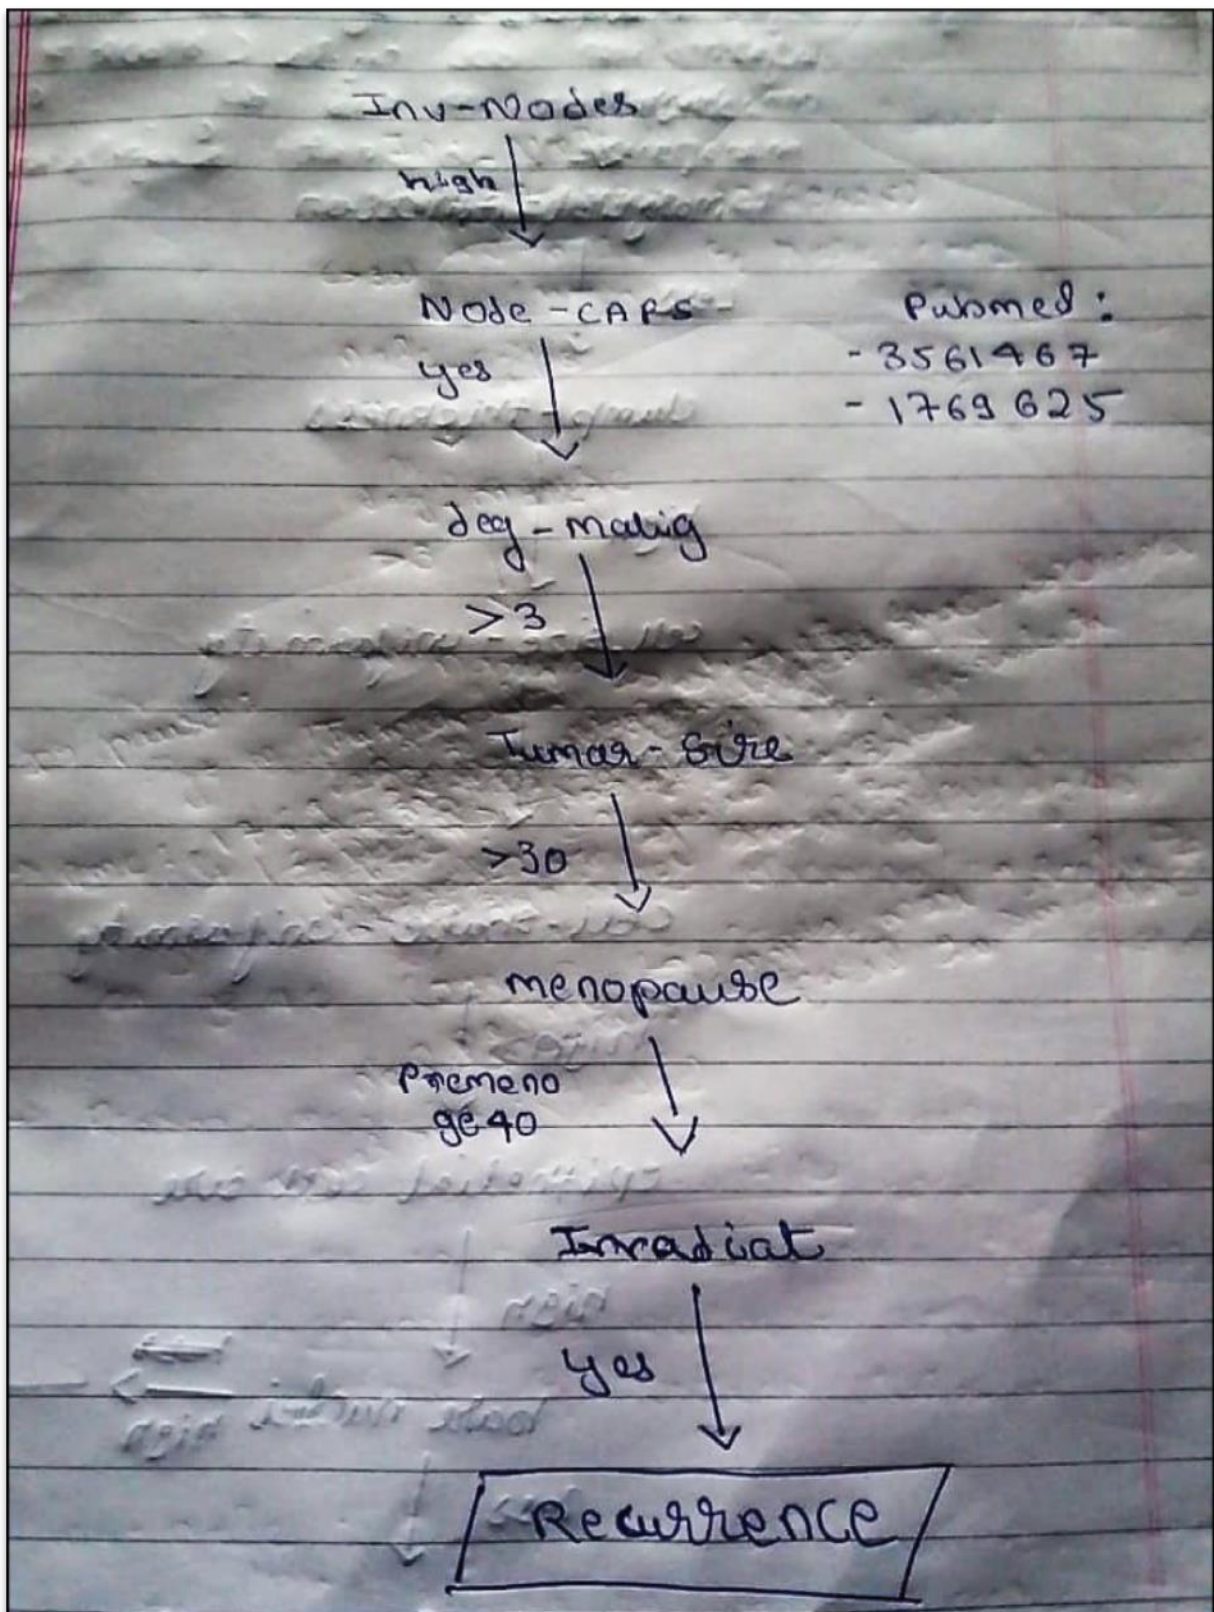 Inv-Nodes
high
Node-CAPS
Pubmed:
- 3561467
yes
- 1769625
deg-malig
>3
Tumor-Size
>30
menopause
Premeno
ge40
Irradiat
yes
Recurrence